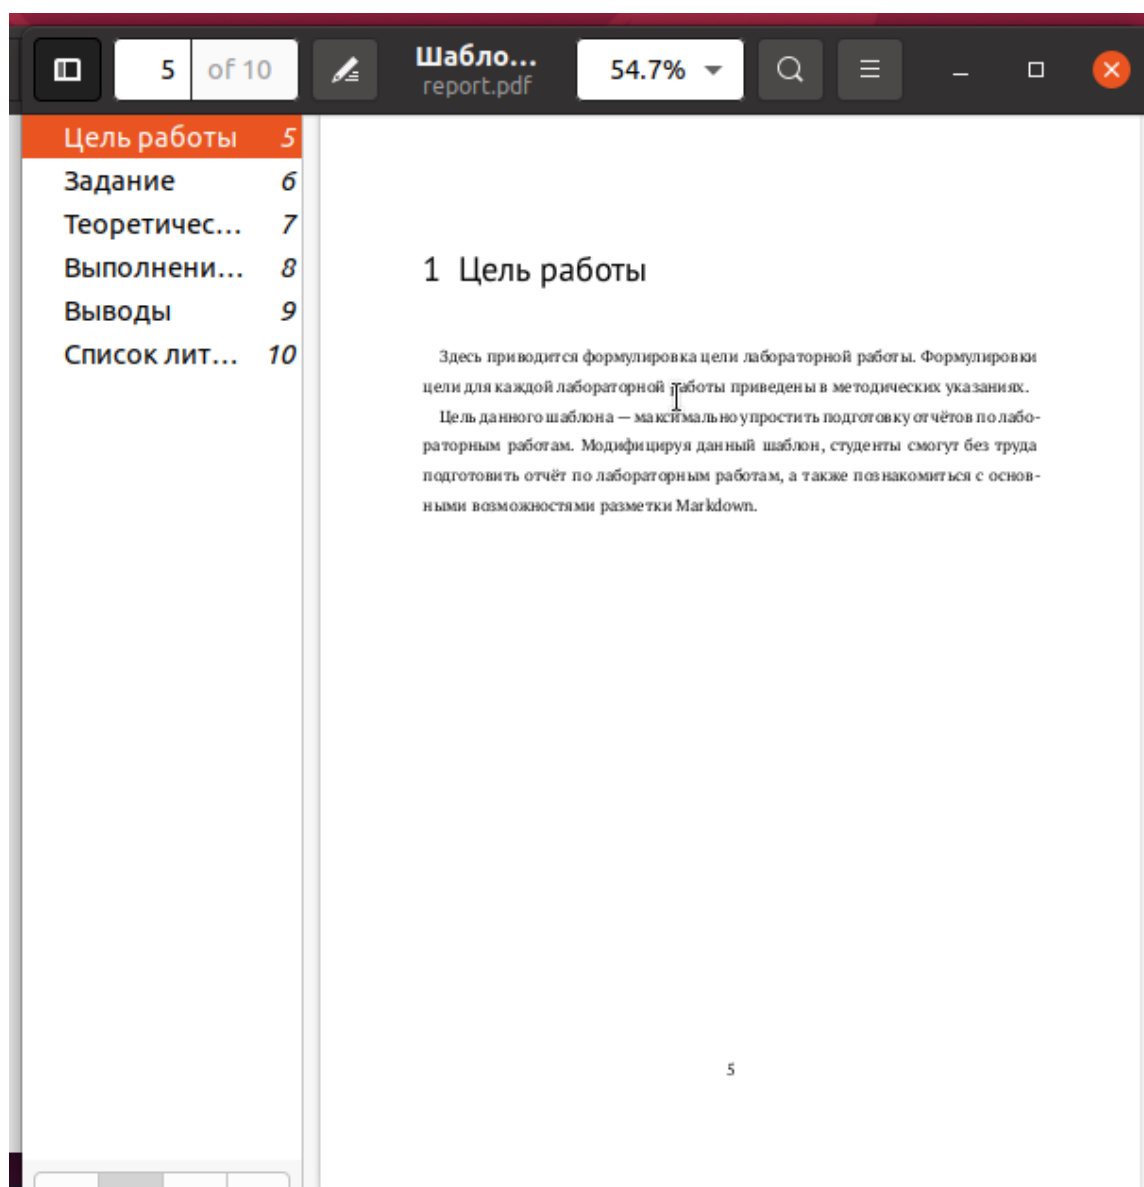 5 of 10
Шабло...
report.pdf
54.7%
Цель работы 5
Задание 6
Теоретичес... 7
Выполнени... 8
Выводы 9
Список лит... 10
1 Цель работы
Здесь приводится формулировка цели лабораторной работы. Формулировки
цели для каждой лабораторной работы приведены в методических указаниях.
Цель данного шаблона — максимально упростить подготовку отчётов по лабо-
раторным работам. Модифицируя данный шаблон, студенты смогут без труда
подготовить отчёт по лабораторным работам, а также познакомиться с основ-
ными возможностями разметки Markdown.
5